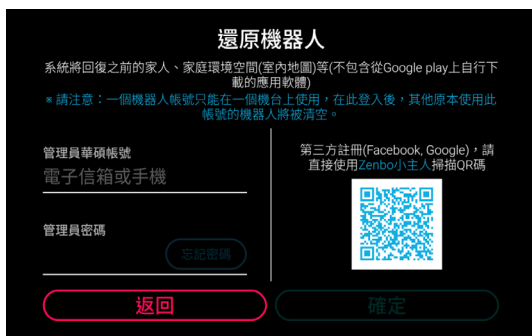 還原機器人
系統將回復之前的家人、家庭環境空間(室內地圖)等(不包含從Google play上自行下
載的應用軟體)
* 請注意：一個機器人帳號只能在一個機台上使用，在此登入後，其他原本使用此
帳號的機器人將被清空。
管理員華碩帳號
電子信箱或手機
管理員密碼
忘記密碼
第三方註冊(Facebook, Google)，請
直接使用Zenbo小主人掃描QR碼
返回
確定